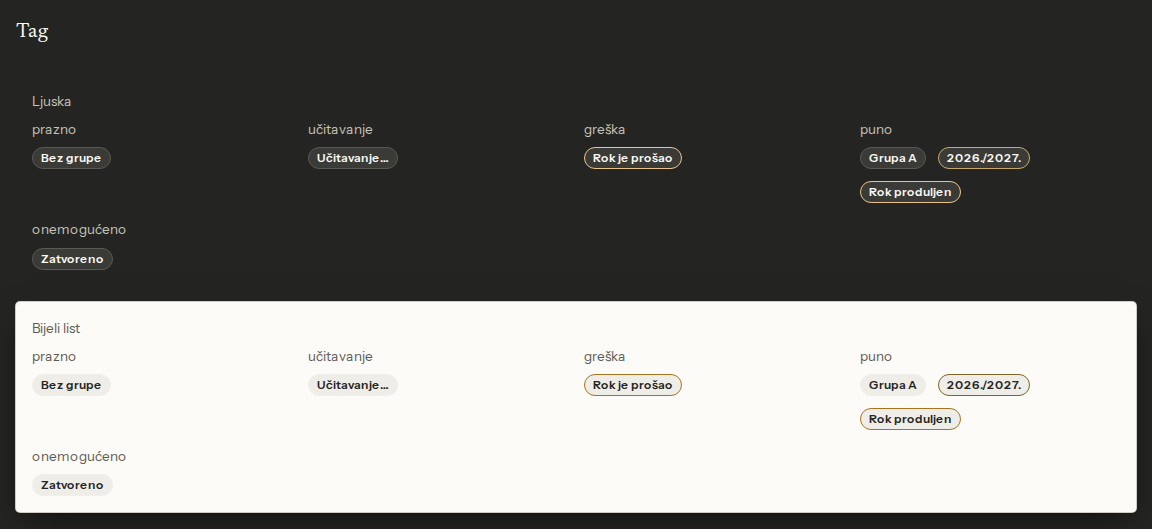 Tag
Ljuska
prazno učitavanje greška puno
Bez grupe Učitavanje… Rok je prošao Grupa A 2026./2027.
Rok produljen
onemogućeno
Zatvoreno
Bijeli list
prazno učitavanje greška puno
Bez grupe Učitavanje… Rok je prošao Grupa A 2026./2027.
Rok produljen
onemogućeno
Zatvoreno